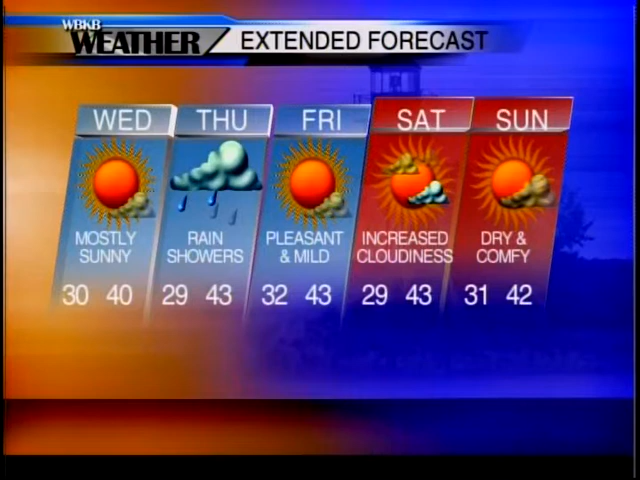 WBKB
WEATHER
EXTENDED FORECAST
WED THU FRI SAT SUN
MOSTLY SUNNY
RAIN SHOWERS
PLEASANT & MILD
INCREASED CLOUDINESS
DRY & COMFY
30 40 29 43 32 43 29 43 31 42